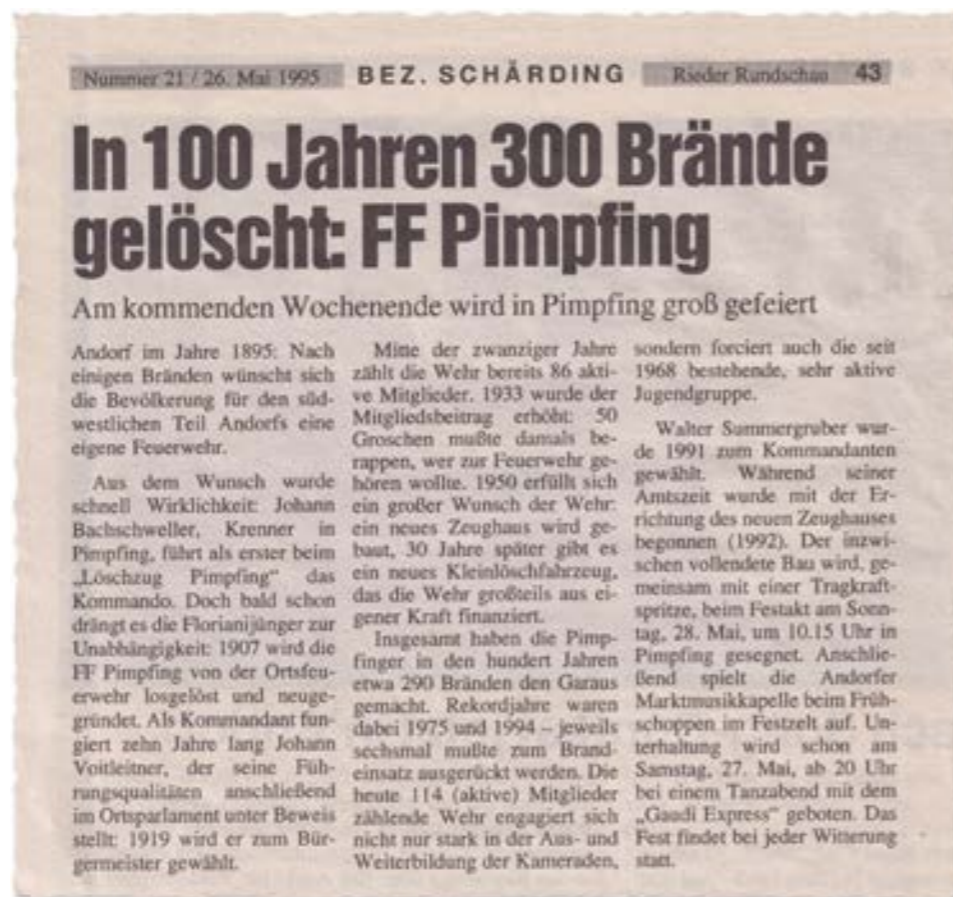 Nummer 21 / 26. Mai 1995 BEZ. SCHÄRDING Rieder Rundschau 43
In 100 Jahren 300 Brände
gelöscht: FF Pimpfing
Am kommenden Wochenende wird in Pimpfing groß gefeiert
Andorf im Jahre 1895: Nach
einigen Bränden wünscht sich
die Bevölkerung für den süd-
westlichen Teil Andorfs eine
eigene Feuerwehr.
Aus dem Wunsch wurde
schnell Wirklichkeit: Johann
Bachschweller, Krenner in
Pimpfing, führt als erster beim
„Löschzug Pimpfing" das
Kommando. Doch bald schon
drängt es die Florianijünger zur
Unabhängigkeit: 1907 wird die
FF Pimpfing von der Ortsfeu-
erwehr losgelöst und neuge-
gründet. Als Kommandant fun-
giert zehn Jahre lang Johann
Voitleitner, der seine Füh-
rungsqualitäten anschließend
im Ortsparlament unter Beweis
stellt: 1919 wird er zum Bür-
germeister gewählt.
Mitte der zwanziger Jahre
zählt die Wehr bereits 86 akti-
ve Mitglieder. 1933 wurde der
Mitgliedsbeitrag erhöht: 50
Groschen mußte damals be-
rappen, wer zur Feuerwehr ge-
hören wollte. 1950 erfüllt sich
ein großer Wunsch der Wehr:
ein neues Zeughaus wird ge-
baut, 30 Jahre später gibt es
ein neues Kleinlöschfahrzeug,
das die Wehr großteils aus ei-
gener Kraft finanziert.
Insgesamt haben die Pimp-
finger in den hundert Jahren
etwa 290 Bränden den Garaus
gemacht. Rekordjahre waren
dabei 1975 und 1994 – jeweils
sechsmal mußte zum Brand-
einsatz ausgerückt werden. Die
heute 114 (aktive) Mitglieder
zählende Wehr engagiert sich
nicht nur stark in der Aus- und
Weiterbildung der Kameraden,
sondern forciert auch die seit
1968 bestehende, sehr aktive
Jugendgruppe.
Walter Summergruber wur-
de 1991 zum Kommandanten
gewählt. Während seiner
Amtszeit wurde mit der Er-
richtung des neuen Zeughauses
begonnen (1992). Der inzwi-
schen vollendete Bau wird, ge-
meinsam mit einer Tragkraft-
spritze, beim Festakt am Sonn-
tag, 28. Mai, um 10.15 Uhr in
Pimpfing gesegnet. Anschlie-
ßend spielt die Andorfer
Marktmusikkapelle beim Früh-
schoppen im Festzelt auf. Un-
terhaltung wird schon am
Samstag, 27. Mai, ab 20 Uhr
bei einem Tanzabend mit dem
„Gaudi Express" geboten. Das
Fest findet bei jeder Witterung
statt.